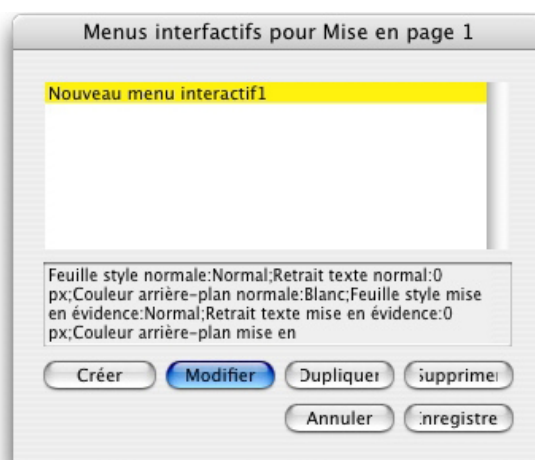 Menus interfactifs pour Mise en page 1
Nouveau menu interactif1
Feuille style normale:Normal;Retrait texte normal:0
px;Couleur arrière-plan normale:Blanc;Feuille style mise
en évidence:Normal;Retrait texte mise en évidence:0
px;Couleur arrière-plan mise en
Créer Modifier Dupliquer Supprimer
Annuler Enregistre